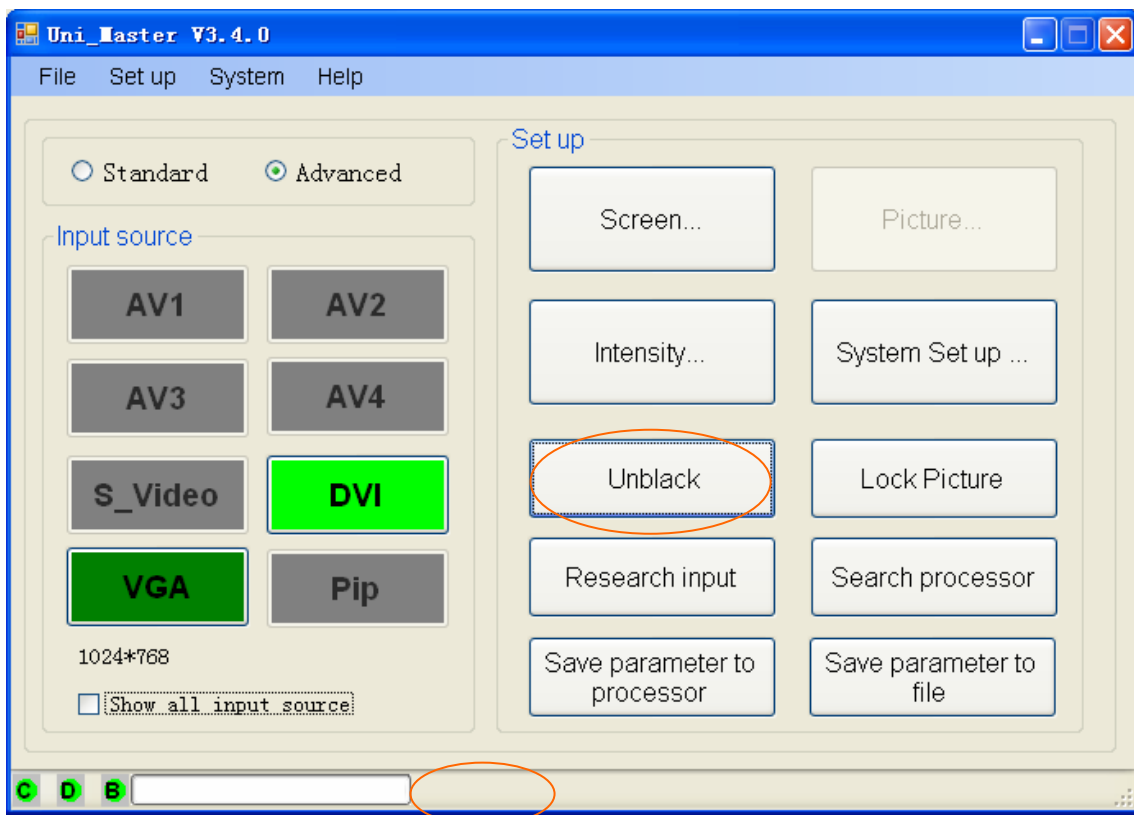 Uni_Master V3.4.0
File Set up System Help
Standard Advanced
Input source
AV1 AV2
AV3 AV4
S_Video DVI
VGA Pip
1024*768
Show all input source
Set up
Screen... Picture...
Intensity... System Set up ...
Unblack Lock Picture
Research input Search processor
Save parameter to
processor
Save parameter to
file
C D B